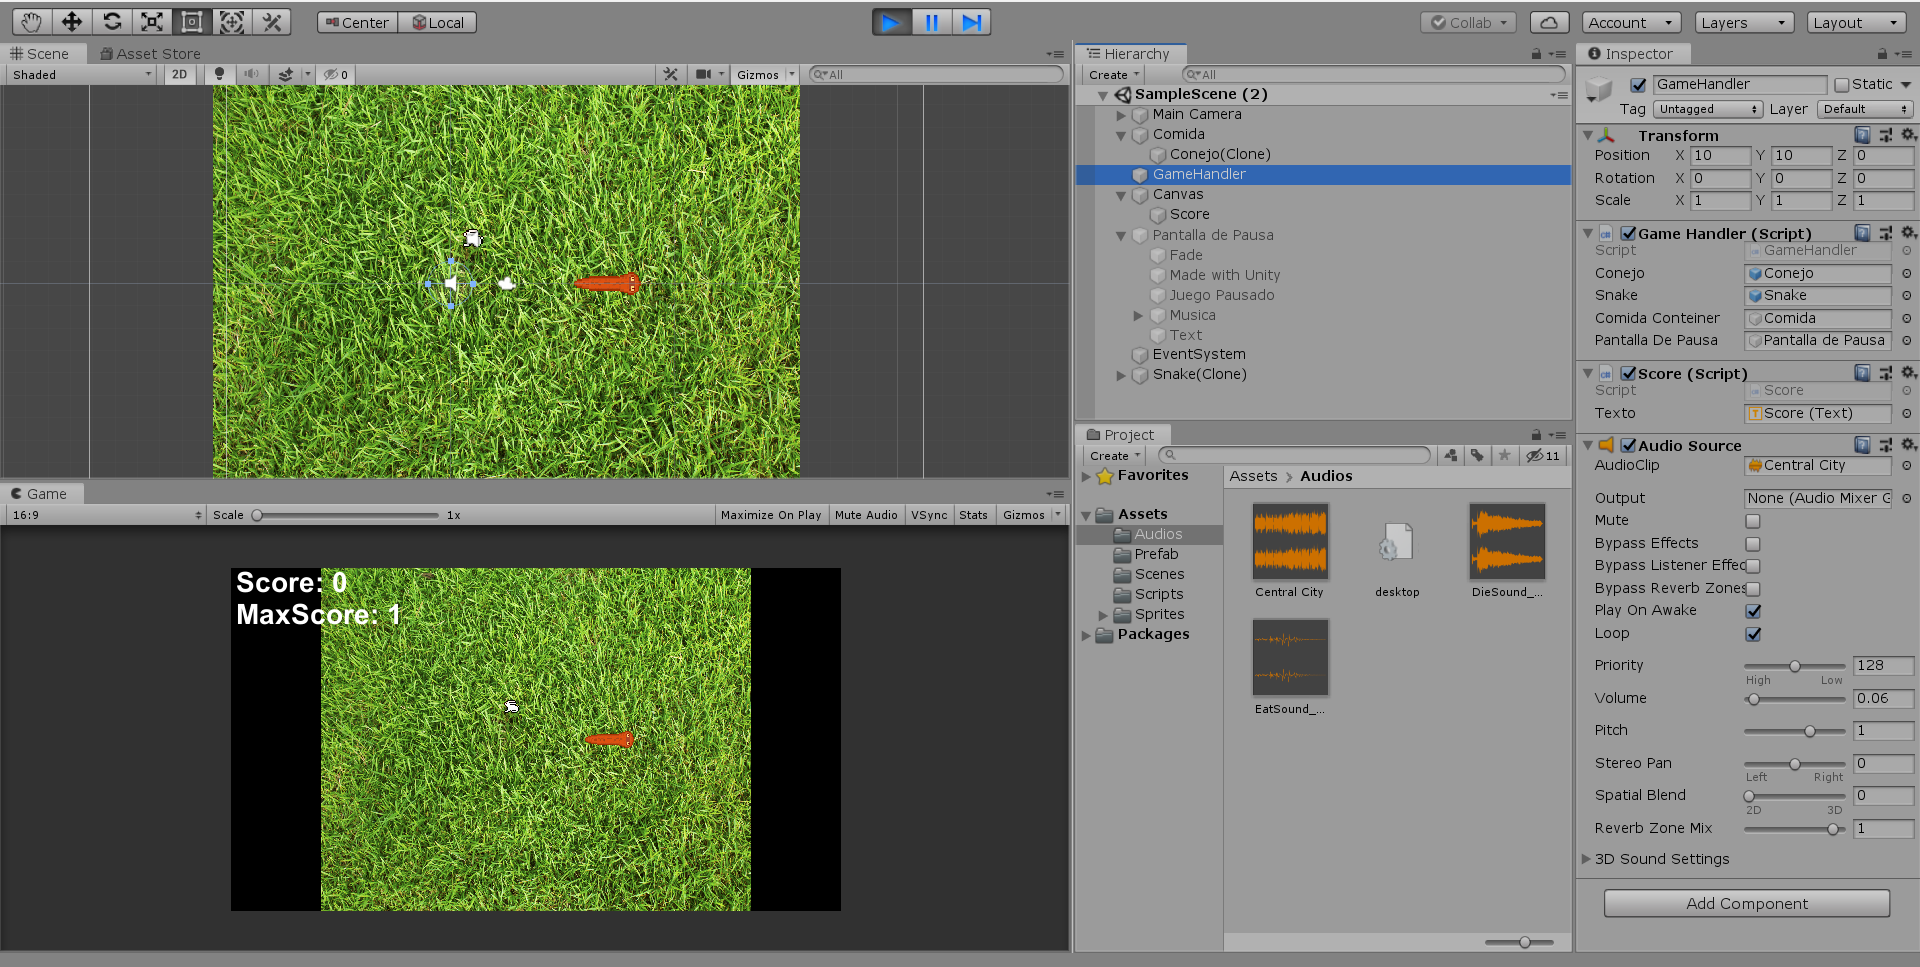 Center
Local
Collab
Account
Layers
Layout
Scene
Asset Store
Shaded
2D
0
Gizmos
All
Game
16:9
Scale
1x
Maximize On Play
Mute Audio
VSync
Stats
Gizmos
Score: 0
MaxScore: 1
Hierarchy
Create
All
SampleScene (2)
Main Camera
Comida
Conejo(Clone)
GameHandler
Canvas
Score
Pantalla de Pausa
Fade
Made with Unity
Juego Pausado
Musica
Text
EventSystem
Snake(Clone)
Project
Create
11
Favorites
Assets
Audios
Prefab
Scenes
Scripts
Sprites
Packages
Assets > Audios
Central City
desktop
DieSound_...
EatSound_...
Inspector
GameHandler
Static
Tag Untagged Layer Default
Transform
Position X 10 Y 10 Z 0
Rotation X 0 Y 0 Z 0
Scale X 1 Y 1 Z 1
Game Handler (Script)
Script GameHandler
Conejo Conejo
Snake Snake
Comida Conteiner Comida
Pantalla De Pausa Pantalla de Pausa
Score (Script)
Script Score
Texto Score (Text)
Audio Source
AudioClip Central City
Output None (Audio Mixer G
Mute
Bypass Effects
Bypass Listener Effec
Bypass Reverb Zones
Play On Awake
Loop
Priority 128
High Low
Volume 0.06
Pitch 1
Stereo Pan 0
Left Right
Spatial Blend 0
2D 3D
Reverb Zone Mix 1
3D Sound Settings
Add Component